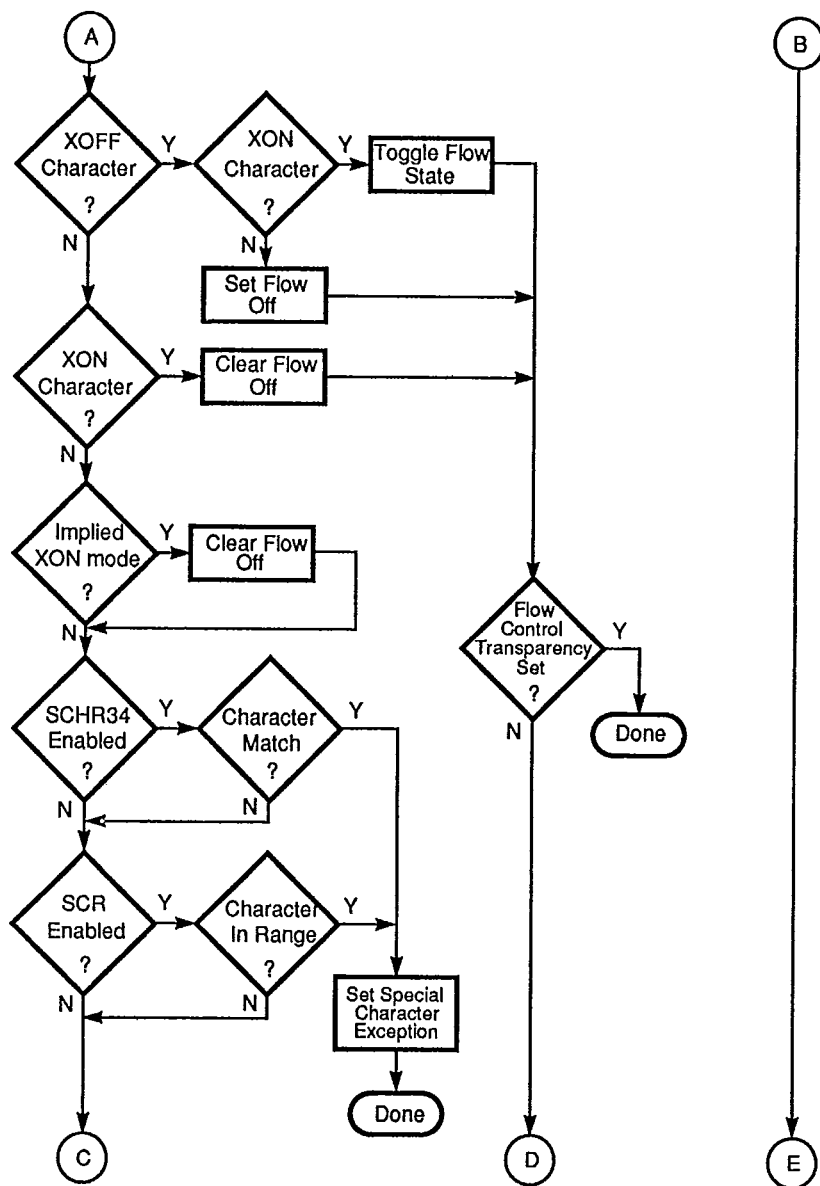 A
B
XOFF
Character
?
Y
N
XON
Character
?
Y
N
Toggle Flow
State
Set Flow
Off
XON
Character
?
Y
N
Clear Flow
Off
Implied
XON mode
?
Y
N
Clear Flow
Off
Flow
Control
Transparency
Set
?
Y
N
Done
SCHR34
Enabled
?
Y
N
Character
Match
?
Y
N
SCR
Enabled
?
Y
N
Character
In Range
?
Y
N
Set Special
Character
Exception
Done
C
D
E